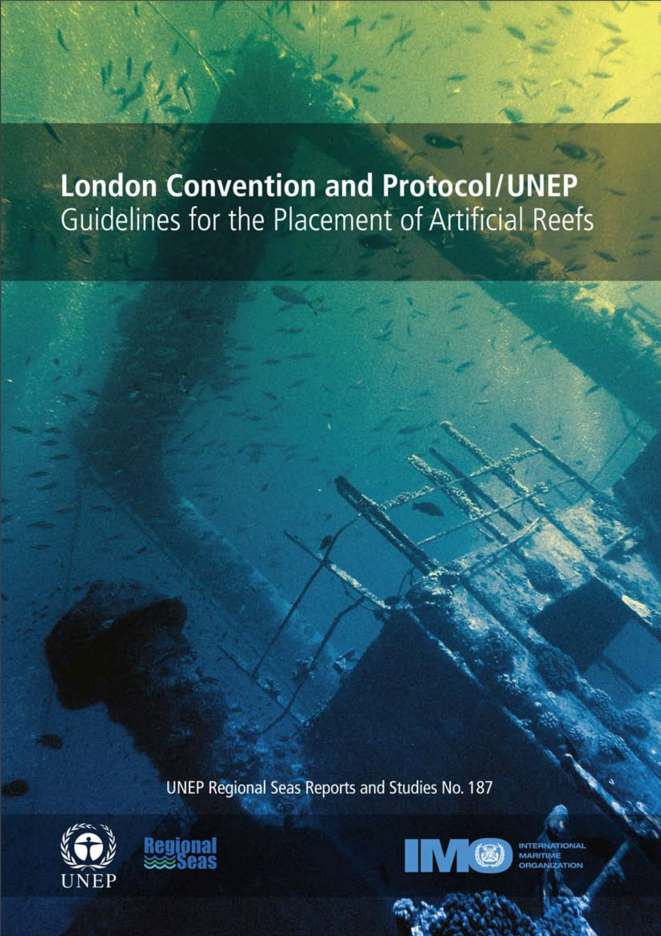 London Convention and Protocol/UNEP
Guidelines for the Placement of Artificial Reefs
UNEP Regional Seas Reports and Studies No. 187
UNEP
Regional
Seas
IMO
INTERNATIONAL
MARITIME
ORGANIZATION